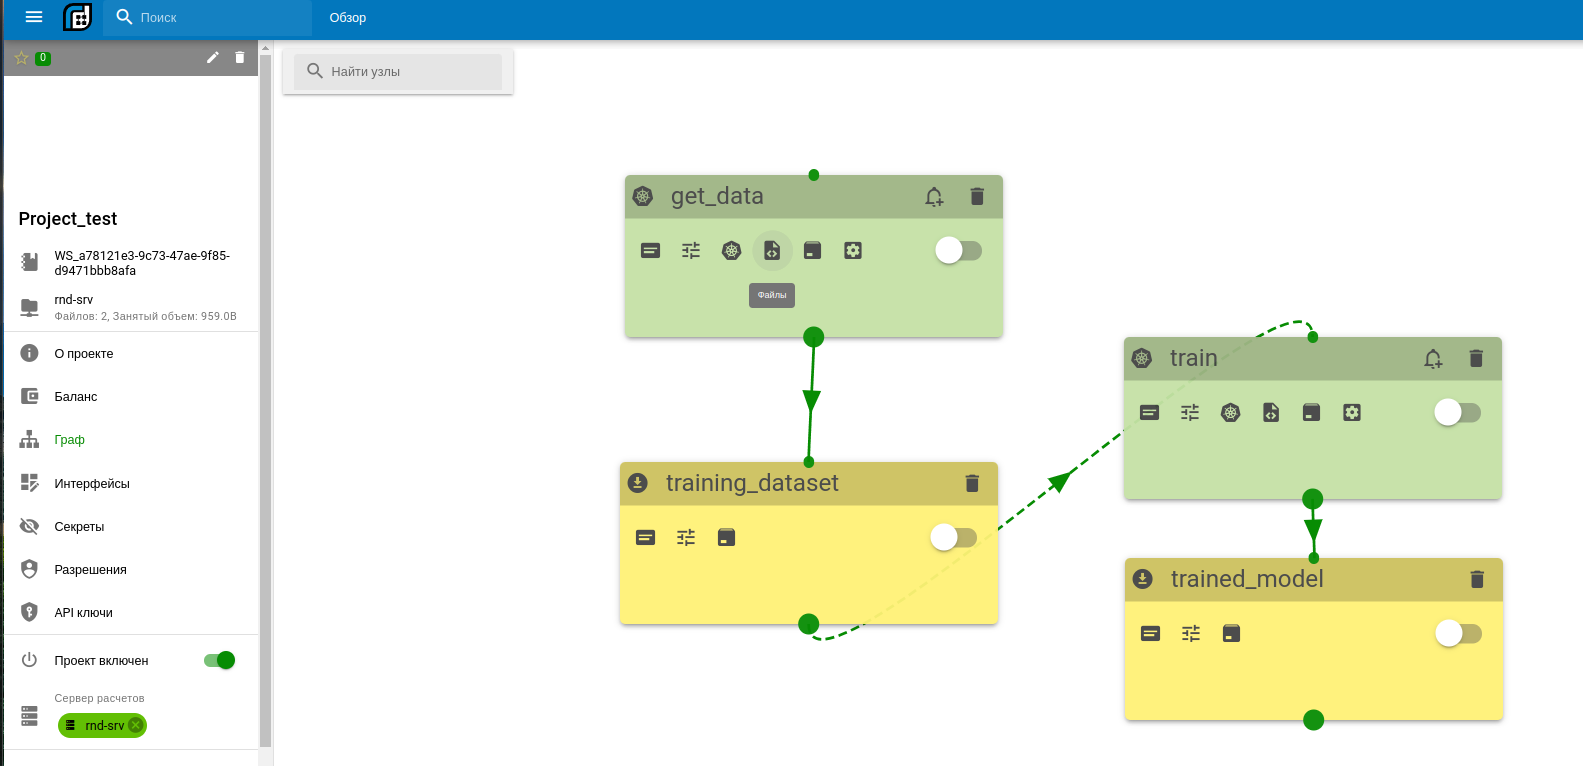 Поиск
Обзор
0
Найти узлы
Project_test
WS_a78121e3-9c73-47ae-9f85-
d9471bbb8afa
rnd-srv
Файлов: 2, Занятый объем: 959.0B
О проекте
Баланс
Граф
Интерфейсы
Секреты
Разрешения
API ключи
Проект включен
Сервер расчетов
rnd-srv
get_data
Файлы
training_dataset
train
trained_model